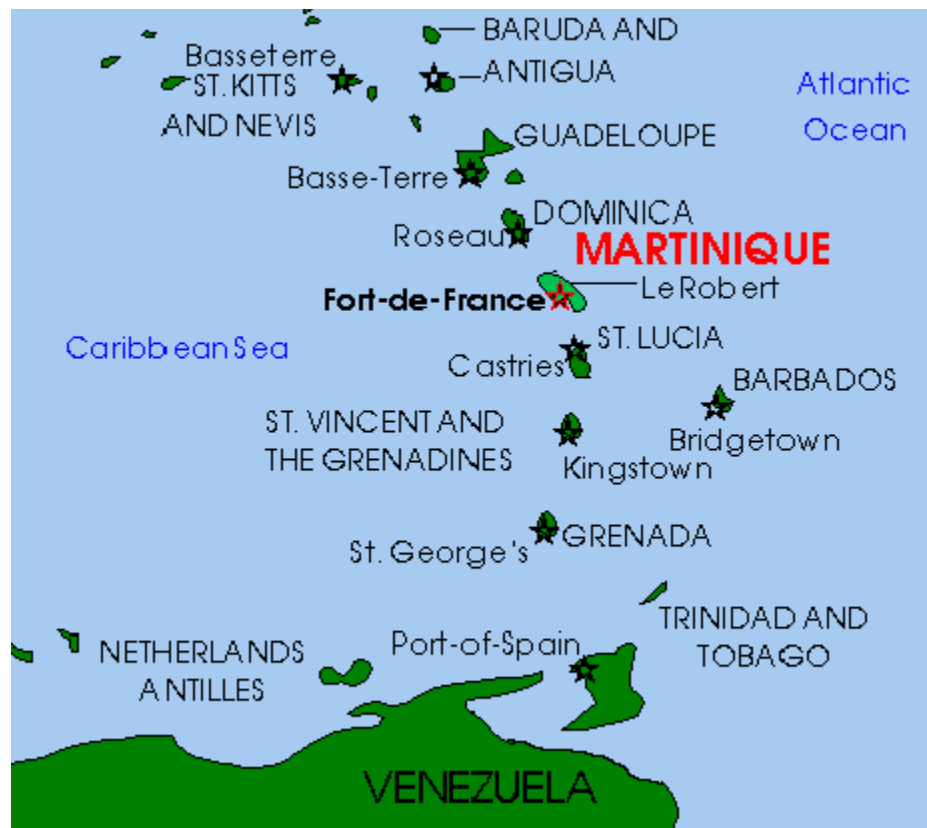 BARUDA AND
ANTIGUA
Basseterre
ST. KITTS
AND NEVIS
Atlantic
Ocean
GUADELOUPE
Basse-Terre
DOMINICA
Roseau
MARTINIQUE
Le Robert
Fort-de-France
Caribbean Sea
ST. LUCIA
Castries
BARBADOS
Bridgetown
ST. VINCENT AND
THE GRENADINES
Kingstown
GRENADA
St. George's
TRINIDAD AND
TOBAGO
Port-of-Spain
NETHERLANDS
ANTILLES
VENEZUELA